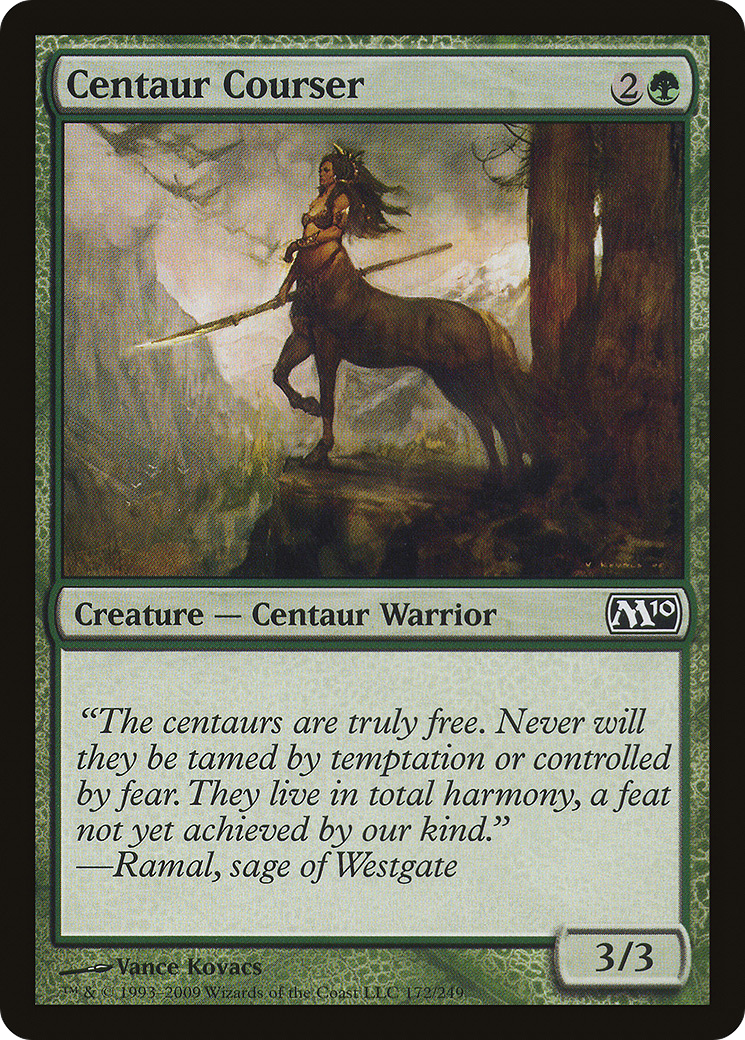 Centaur Courser 2
V KOVACS
Creature — Centaur Warrior M10
“The centaurs are truly free. Never will
they be tamed by temptation or controlled
by fear. They live in total harmony, a feat
not yet achieved by our kind.”
—Ramal, sage of Westgate
3/3
Vance Kovacs
™ & © 1993–2009 Wizards of the Coast LLC 172/249